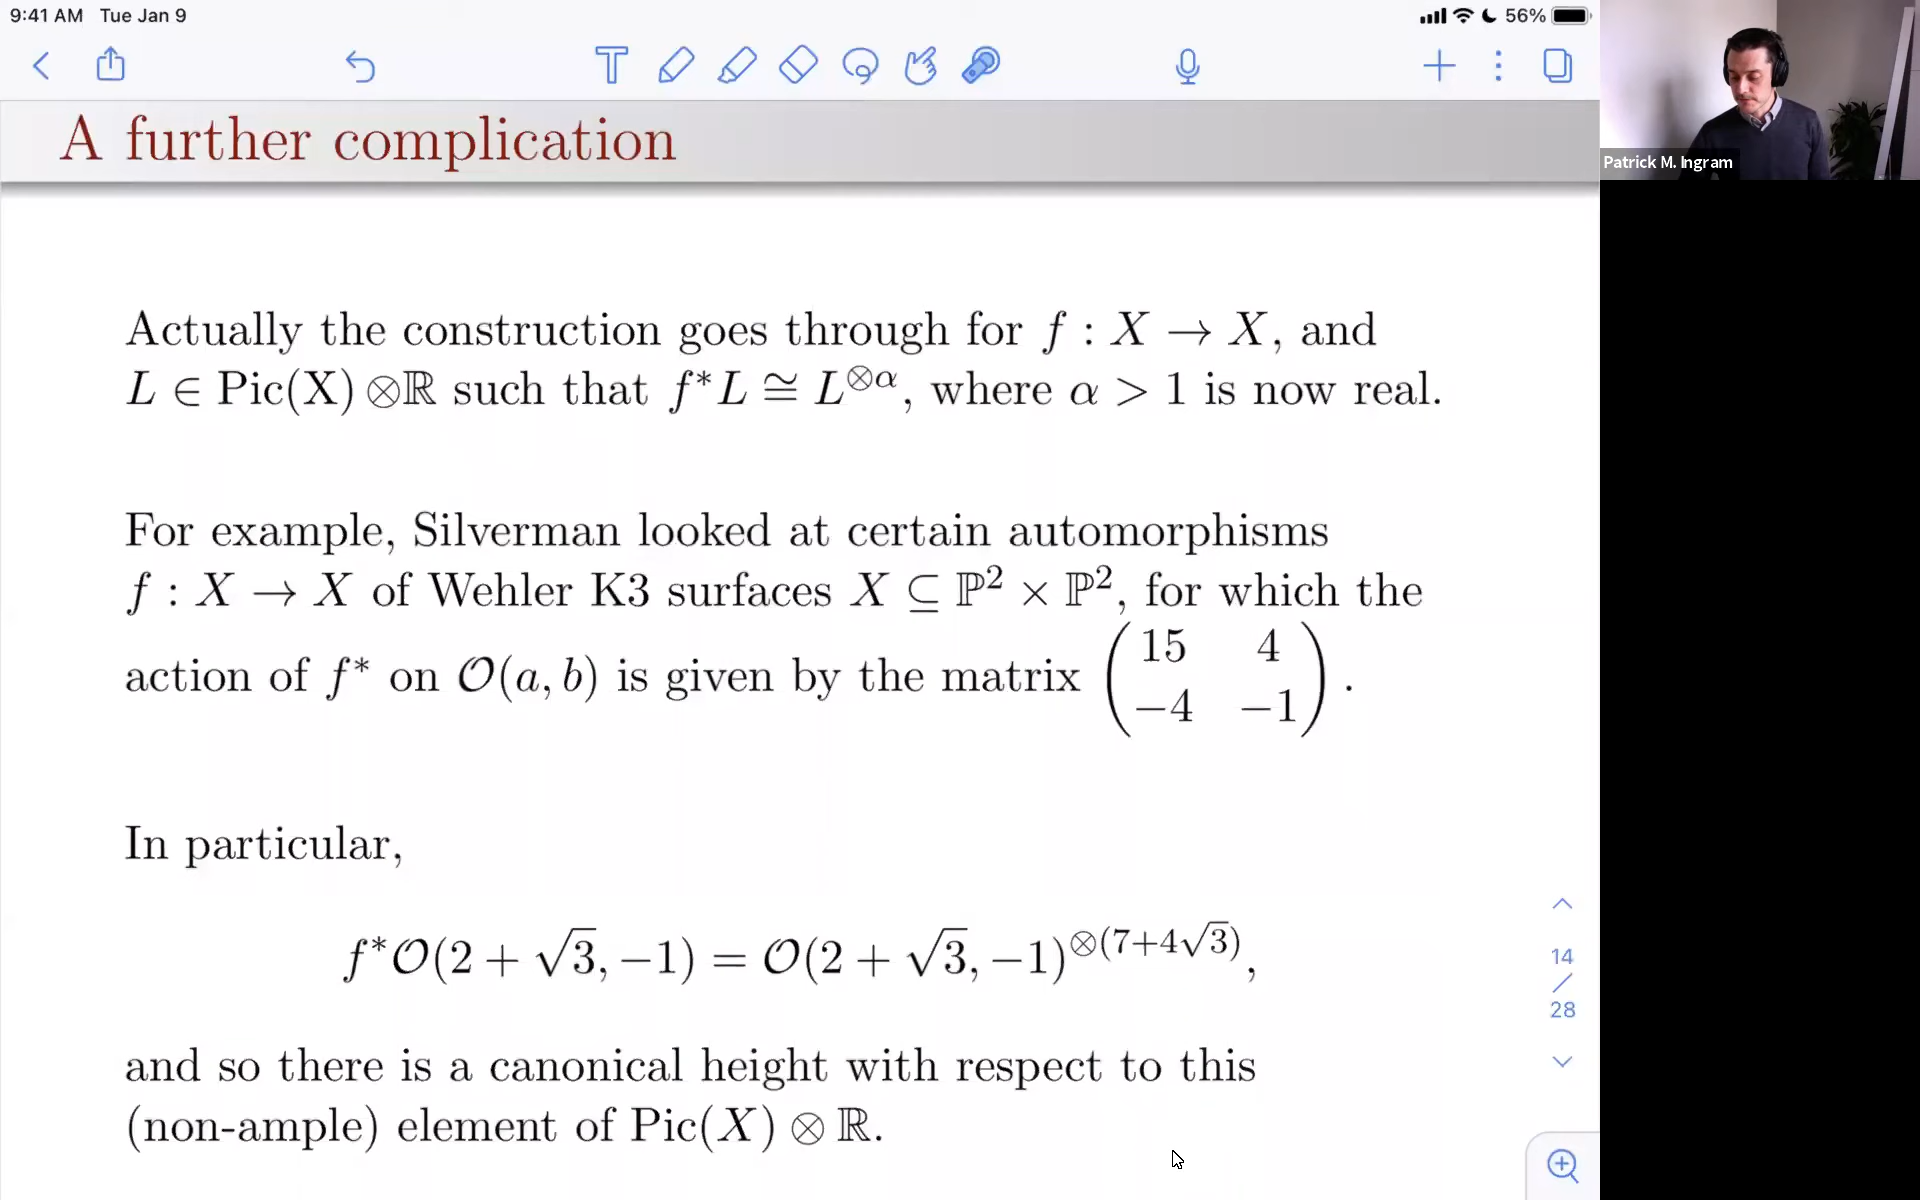 9:41 AM Tue Jan 9
56%
A further complication
Patrick M. Ingram
Actually the construction goes through for f : X → X, and
L ∈ Pic(X) ⊗ℝ such that f*L ≅ L^{⊗α}, where α > 1 is now real.
For example, Silverman looked at certain automorphisms
f : X → X of Wehler K3 surfaces X ⊆ ℙ² × ℙ², for which the
action of f* on 𝒪(a, b) is given by the matrix (15 4
−4 −1).
In particular,
f*𝒪(2 + √3, −1) = 𝒪(2 + √3, −1)^{⊗(7+4√3)},
and so there is a canonical height with respect to this
(non-ample) element of Pic(X) ⊗ ℝ.
14
/
28